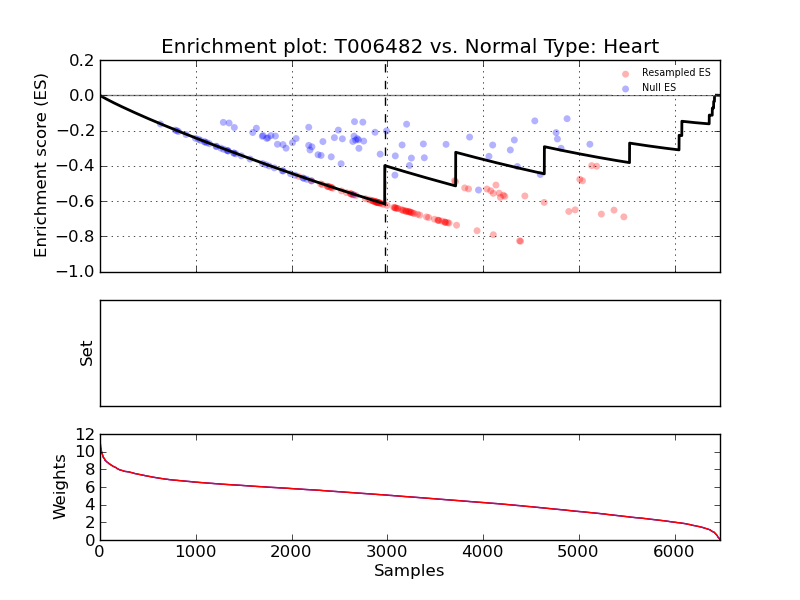 Enrichment plot: T006482 vs. Normal Type: Heart
Enrichment score (ES)
0.2
0.0
−0.2
−0.4
−0.6
−0.8
−1.0
Resampled ES
Null ES
Set
Weights
12
10
8
6
4
2
0
0 1000 2000 3000 4000 5000 6000
Samples